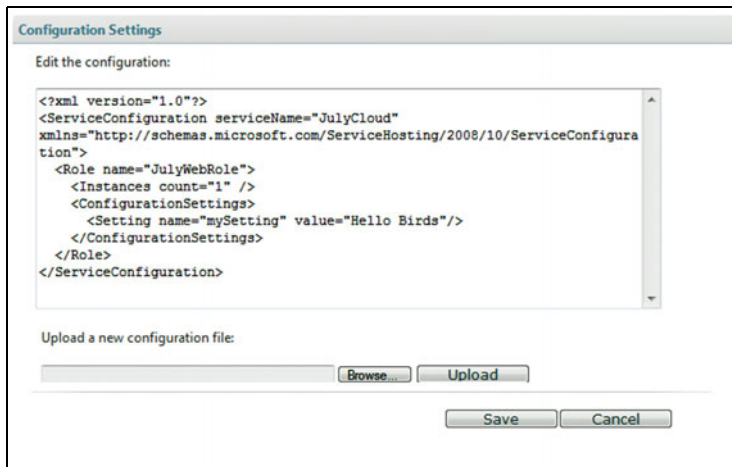 Configuration Settings
Edit the configuration:
<?xml version="1.0"?>
<ServiceConfiguration serviceName="JulyCloud"
xmlns="http://schemas.microsoft.com/ServiceHosting/2008/10/ServiceConfigura
tion">
  <Role name="JulyWebRole">
    <Instances count="1" />
    <ConfigurationSettings>
      <Setting name="mySetting" value="Hello Birds"/>
    </ConfigurationSettings>
  </Role>
</ServiceConfiguration>
Upload a new configuration file:
Browse... Upload
Save Cancel